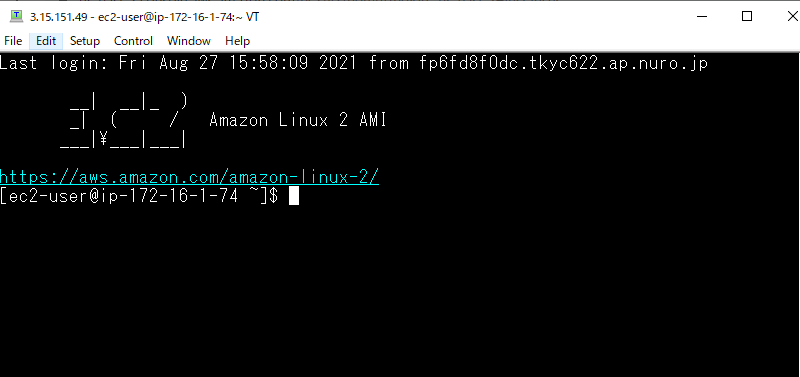 3.15.151.49 - ec2-user@ip-172-16-1-74:~ VT
File Edit Setup Control Window Help
Last login: Fri Aug 27 15:58:09 2021 from fp6fd8f0dc.tkyc622.ap.nuro.jp
__|  __|_  )
_|  (     /   Amazon Linux 2 AMI
___|¥___|___|
https://aws.amazon.com/amazon-linux-2/
[ec2-user@ip-172-16-1-74 ~]$